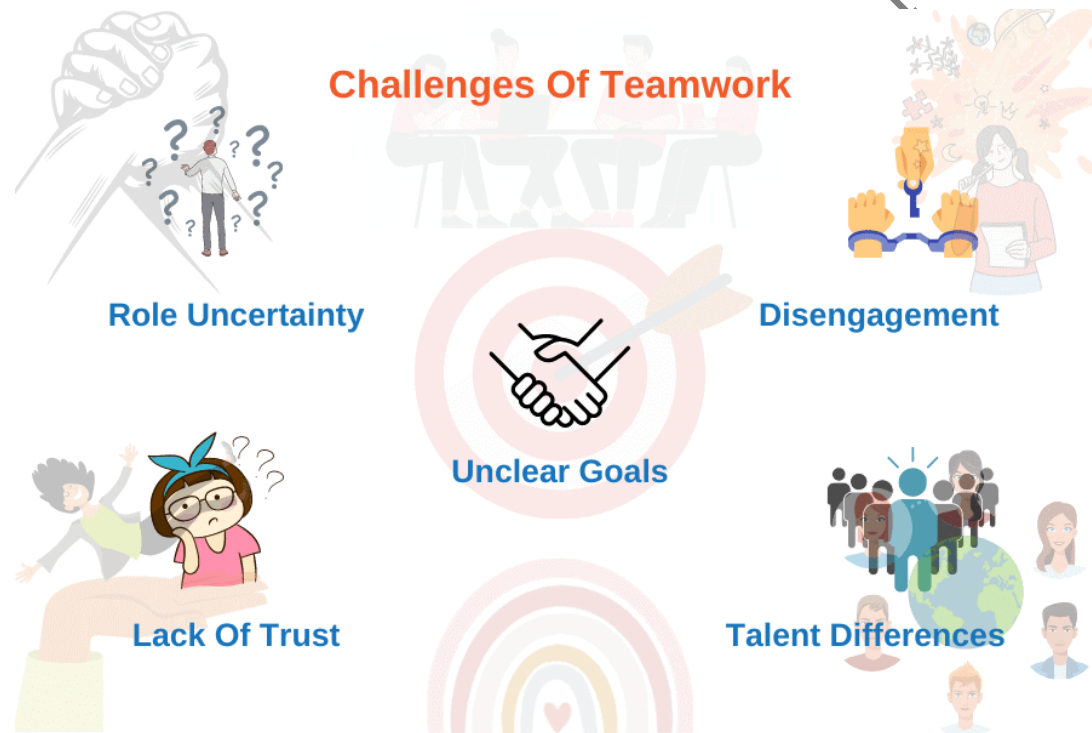 Challenges Of Teamwork
Role Uncertainty
Disengagement
Unclear Goals
Lack Of Trust
Talent Differences